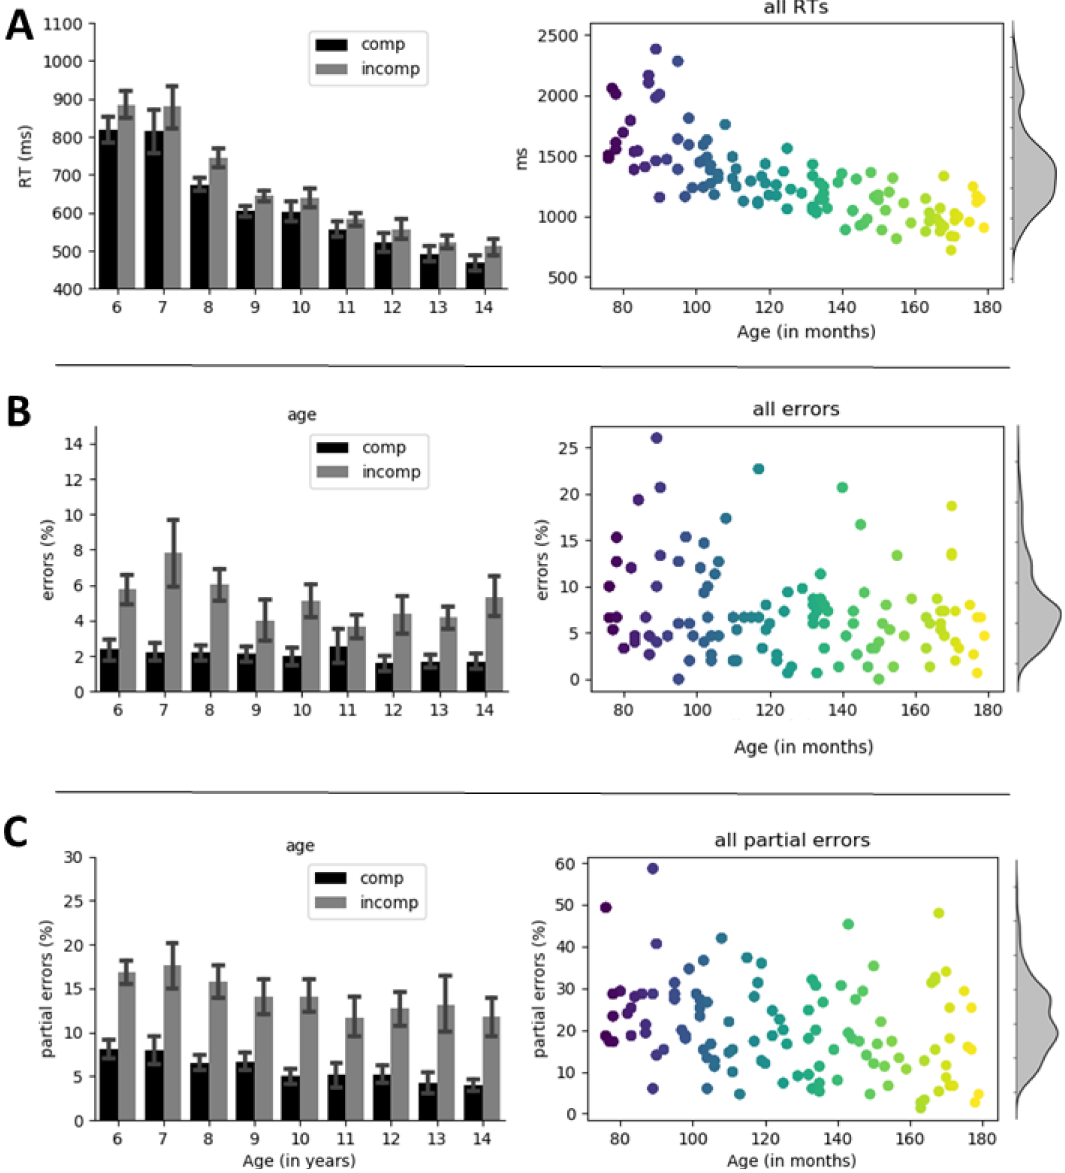 A
all RTs
RT (ms)
1100
1000
900
800
700
600
500
400
comp
incomp
6 7 8 9 10 11 12 13 14
ms
2500
2000
1500
1000
500
80 100 120 140 160 180
Age (in months)
B
age
errors (%)
14
12
10
8
6
4
2
0
comp
incomp
6 7 8 9 10 11 12 13 14
all errors
errors (%)
25
20
15
10
5
0
80 100 120 140 160 180
Age (in months)
C
age
partial errors (%)
30
25
20
15
10
5
0
comp
incomp
6 7 8 9 10 11 12 13 14
Age (in years)
all partial errors
partial errors (%)
60
50
40
30
20
10
0
80 100 120 140 160 180
Age (in months)